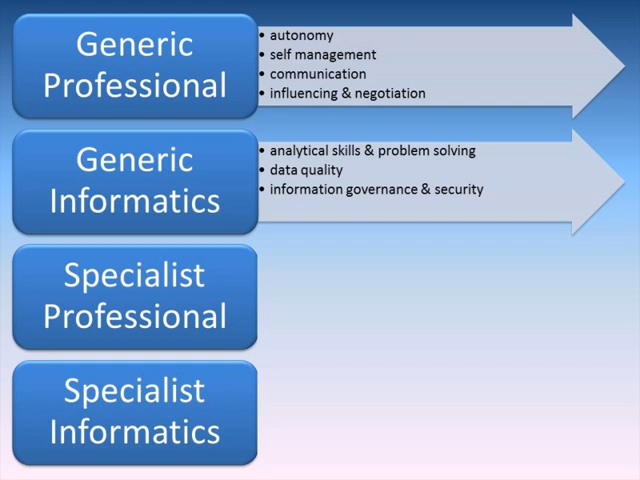 Generic
Professional
• autonomy
• self management
• communication
• influencing & negotiation
Generic
Informatics
• analytical skills & problem solving
• data quality
• information governance & security
Specialist
Professional
Specialist
Informatics